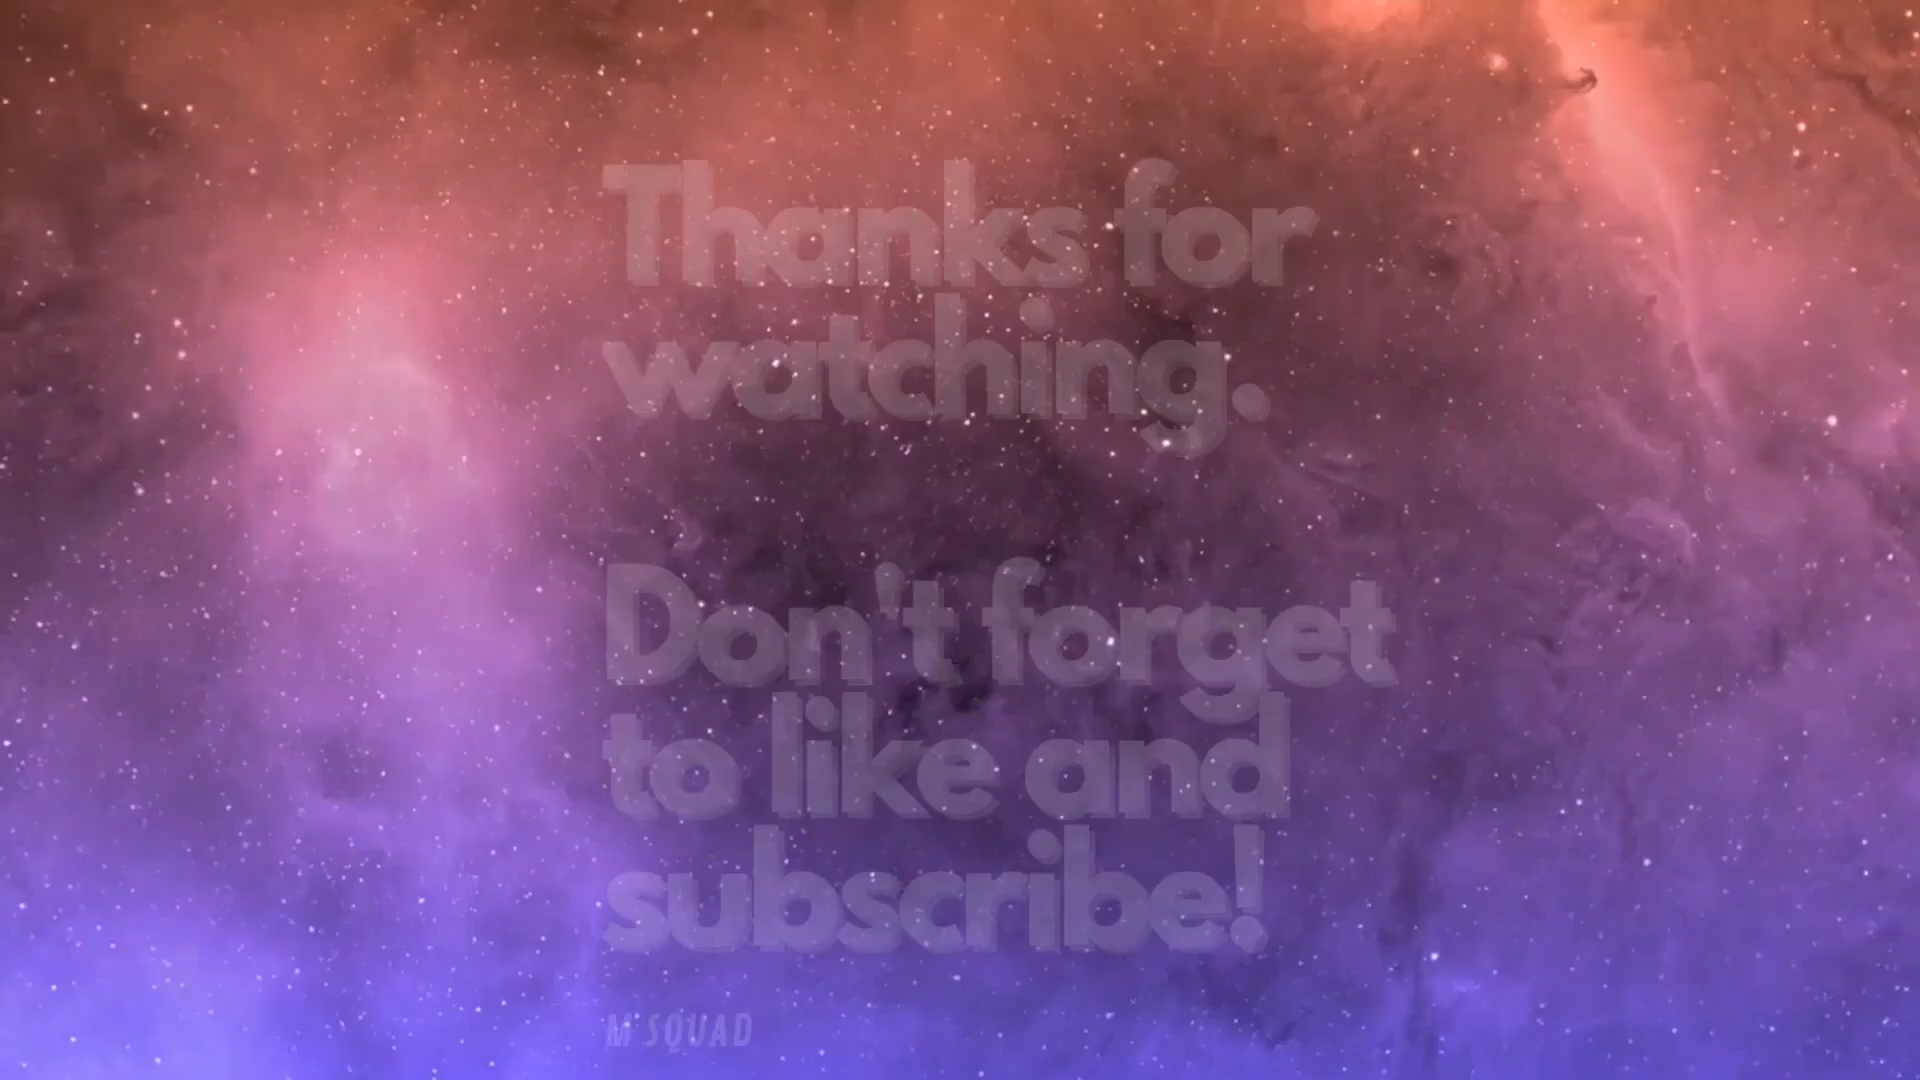 Thanks for
watching.
Don't forget
to like and
subscribe!
M SQUAD